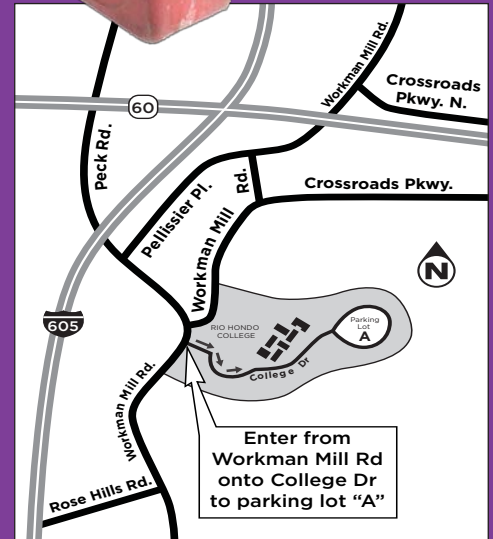 Workman Mill Rd.
Crossroads
Pkwy. N.
60
Peck Rd.
Pellissier Pl.
Workman Mill Rd.
Crossroads Pkwy.
N
605
RIO HONDO
COLLEGE
Parking
Lot
A
College Dr
Workman Mill Rd.
Enter from
Workman Mill Rd
onto College Dr
to parking lot “A”
Rose Hills Rd.